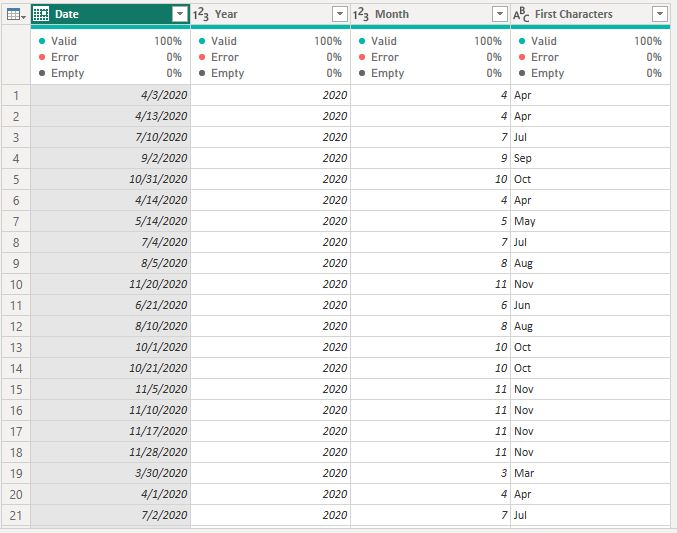 Date 1²3 Year 1²3 Month ABC First Characters
Valid 100% Valid 100% Valid 100% Valid 100%
Error 0% Error 0% Error 0% Error 0%
Empty 0% Empty 0% Empty 0% Empty 0%
1 4/3/2020 2020 4 Apr
2 4/13/2020 2020 4 Apr
3 7/10/2020 2020 7 Jul
4 9/2/2020 2020 9 Sep
5 10/31/2020 2020 10 Oct
6 4/14/2020 2020 4 Apr
7 5/14/2020 2020 5 May
8 7/4/2020 2020 7 Jul
9 8/5/2020 2020 8 Aug
10 11/20/2020 2020 11 Nov
11 6/21/2020 2020 6 Jun
12 8/10/2020 2020 8 Aug
13 10/1/2020 2020 10 Oct
14 10/21/2020 2020 10 Oct
15 11/5/2020 2020 11 Nov
16 11/10/2020 2020 11 Nov
17 11/17/2020 2020 11 Nov
18 11/28/2020 2020 11 Nov
19 3/30/2020 2020 3 Mar
20 4/1/2020 2020 4 Apr
21 7/2/2020 2020 7 Jul